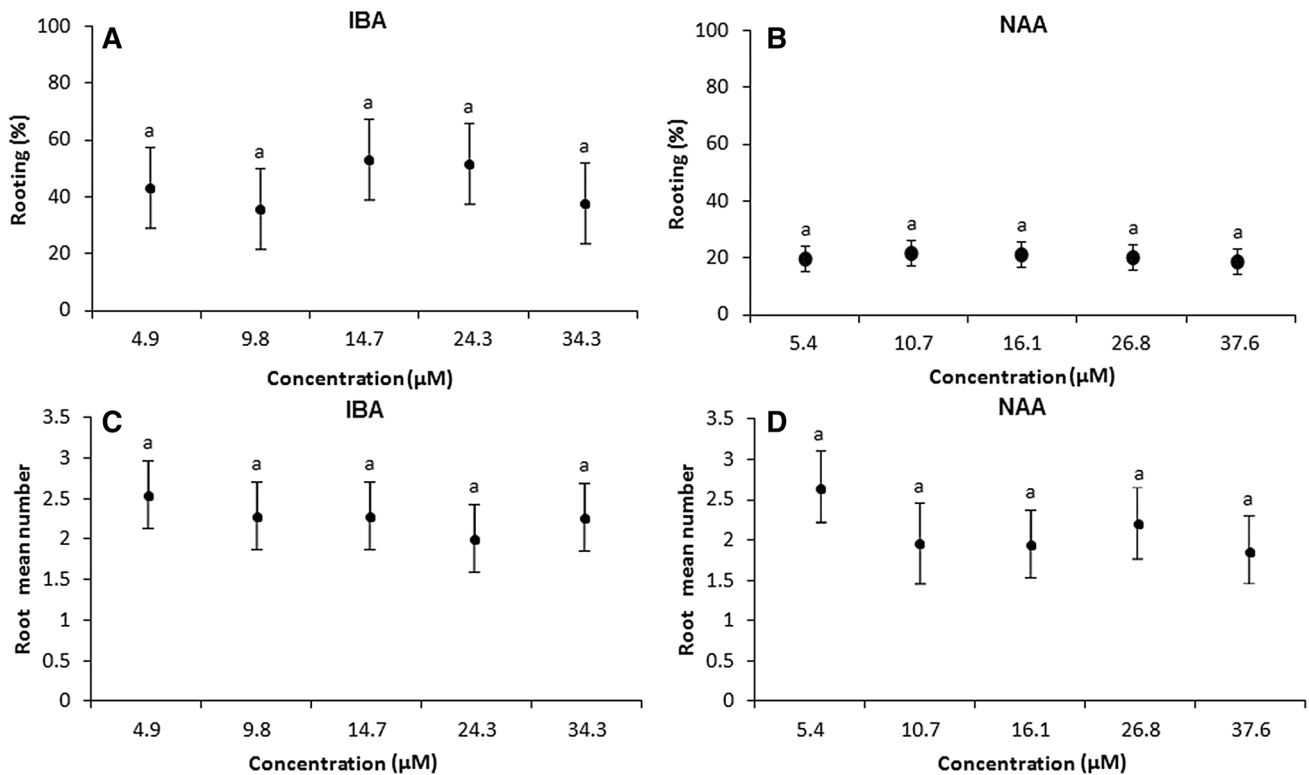 A
IBA
Rooting (%)
100
80
60
40
20
0
a
a
a
a
a
4.9 9.8 14.7 24.3 34.3
Concentration (µM)
B
NAA
Rooting (%)
100
80
60
40
20
0
a
a
a
a
a
5.4 10.7 16.1 26.8 37.6
Concentration (µM)
C
IBA
Root mean number
3.5
3
2.5
2
1.5
1
0.5
0
a
a
a
a
a
4.9 9.8 14.7 24.3 34.3
Concentration (µM)
D
NAA
Root mean number
3.5
3
2.5
2
1.5
1
0.5
0
a
a
a
a
a
5.4 10.7 16.1 26.8 37.6
Concentration (µM)